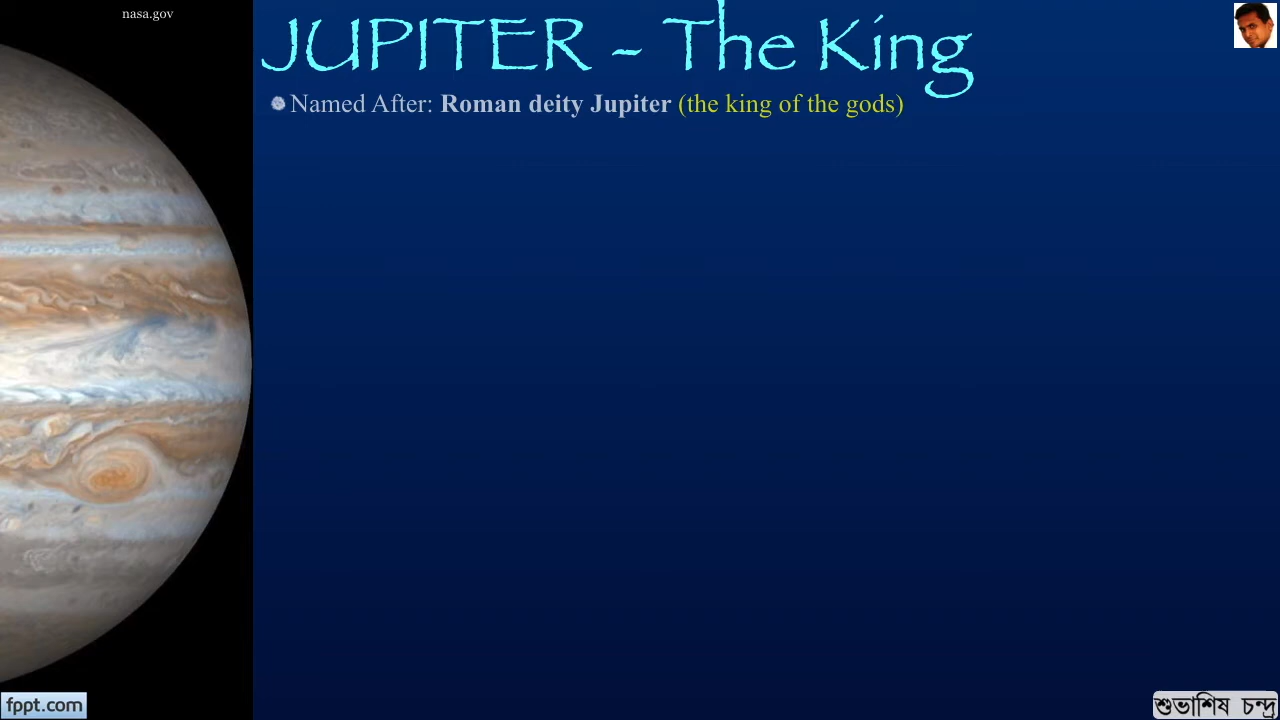 nasa.gov
JUPITER - The King
Named After: Roman deity Jupiter (the king of the gods)
fppt.com
শুভাশিষ চন্দ্র